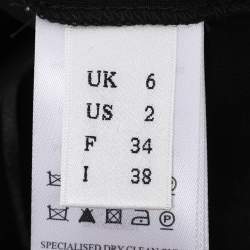 UK 6
US 2
F 34
I 38
SPECIALISED DRY CLEAN